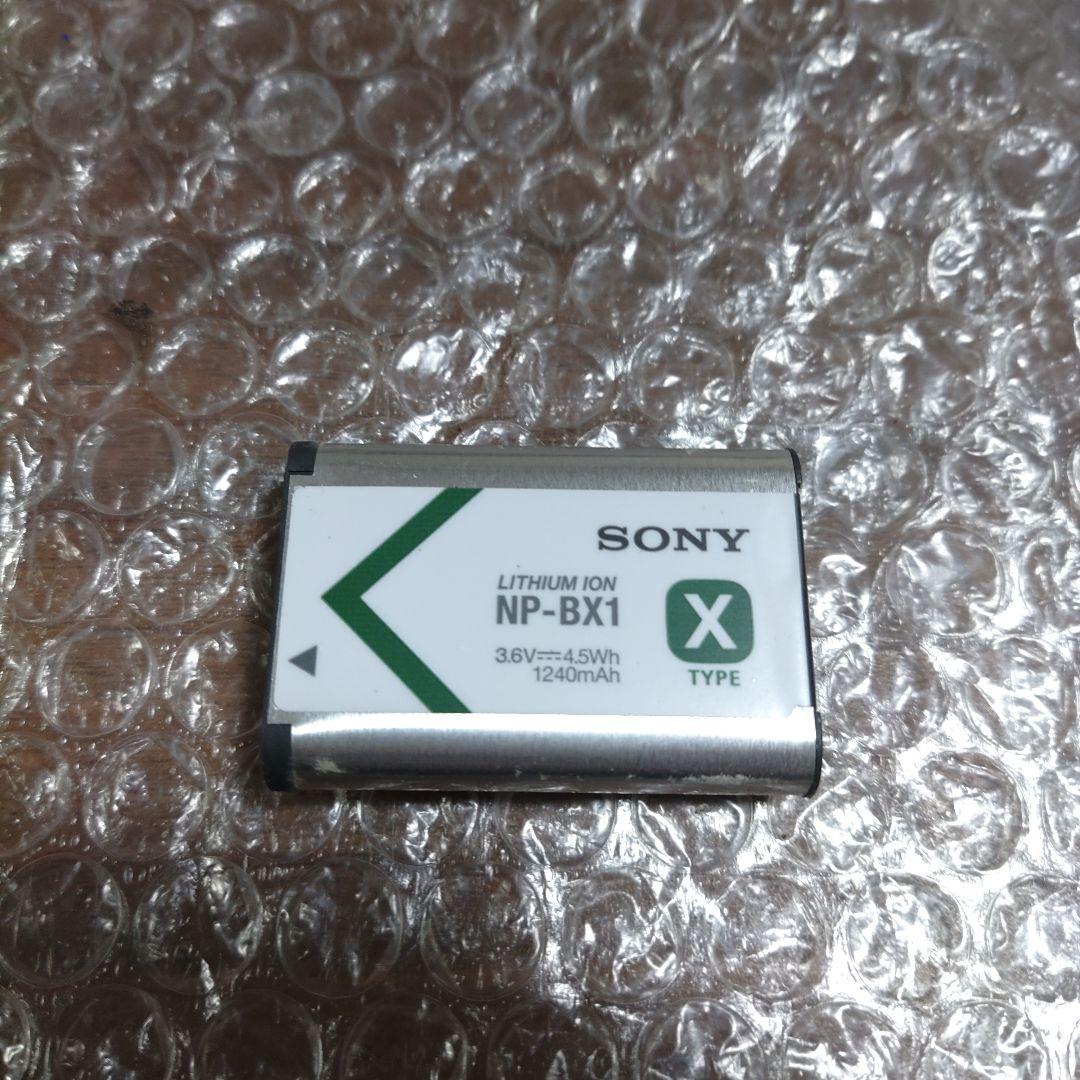 SONY
LITHIUM ION
NP-BX1
3.6V⎓4.5Wh
1240mAh
X
TYPE